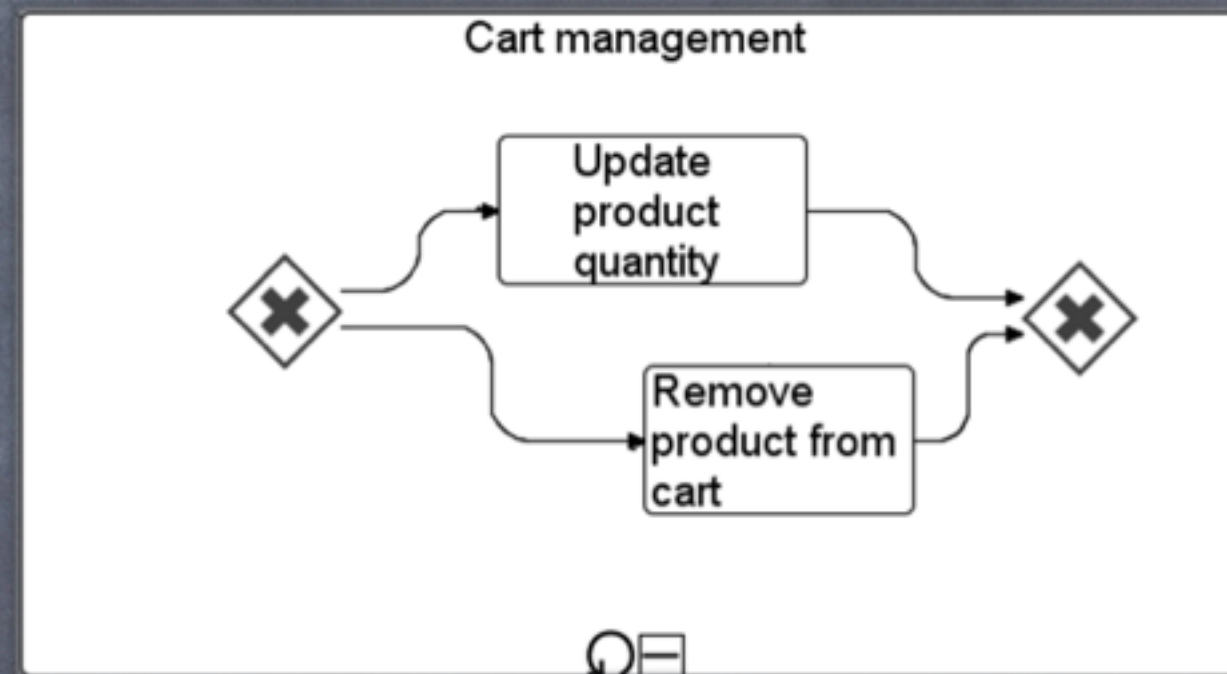 Cart management
Update
product
quantity
Remove
product from
cart